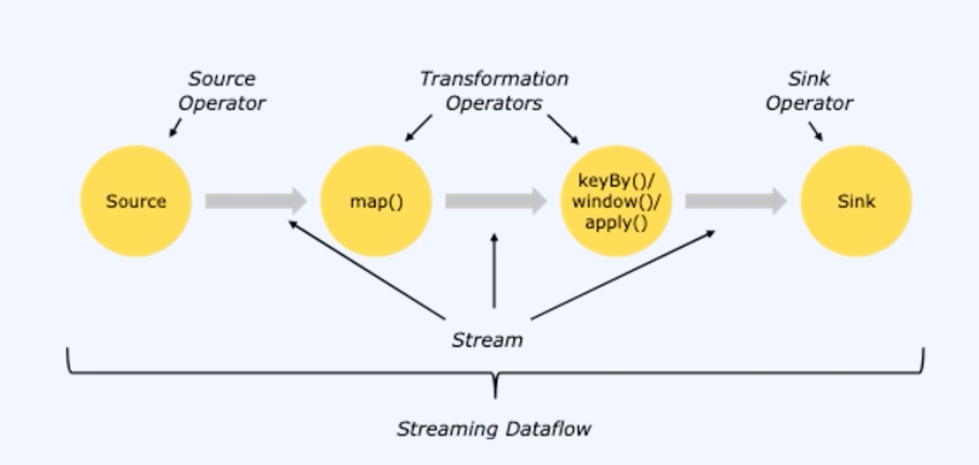 Source
Operator
Transformation
Operators
Sink
Operator
Source
map()
keyBy()/
window()/
apply()
Sink
Stream
Streaming Dataflow